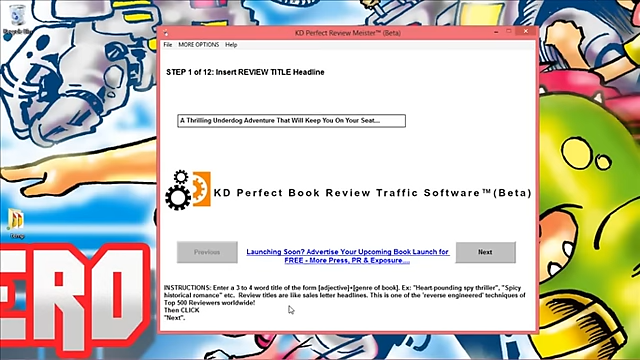 KD Perfect Review Meister™ (Beta)
File MORE OPTIONS Help
STEP 1 of 12: Insert REVIEW TITLE Headline
A Thrilling Underdog Adventure That Will Keep You On Your Seat...
KD Perfect Book Review Traffic Software™(Beta)
Previous
Launching Soon? Advertise Your Upcoming Book Launch for
FREE - More Press, PR & Exposure....
Next
INSTRUCTIONS: Enter a 3 to 4 word title of the form [adjective]+[genre of book]. Ex: "Heart pounding spy thriller", "Spicy
historical romance" etc. Review titles are like sales letter headlines. This is one of the 'reverse engineered' techniques of
Top 500 Reviewers worldwide!
Then CLICK
"Next".
ERO